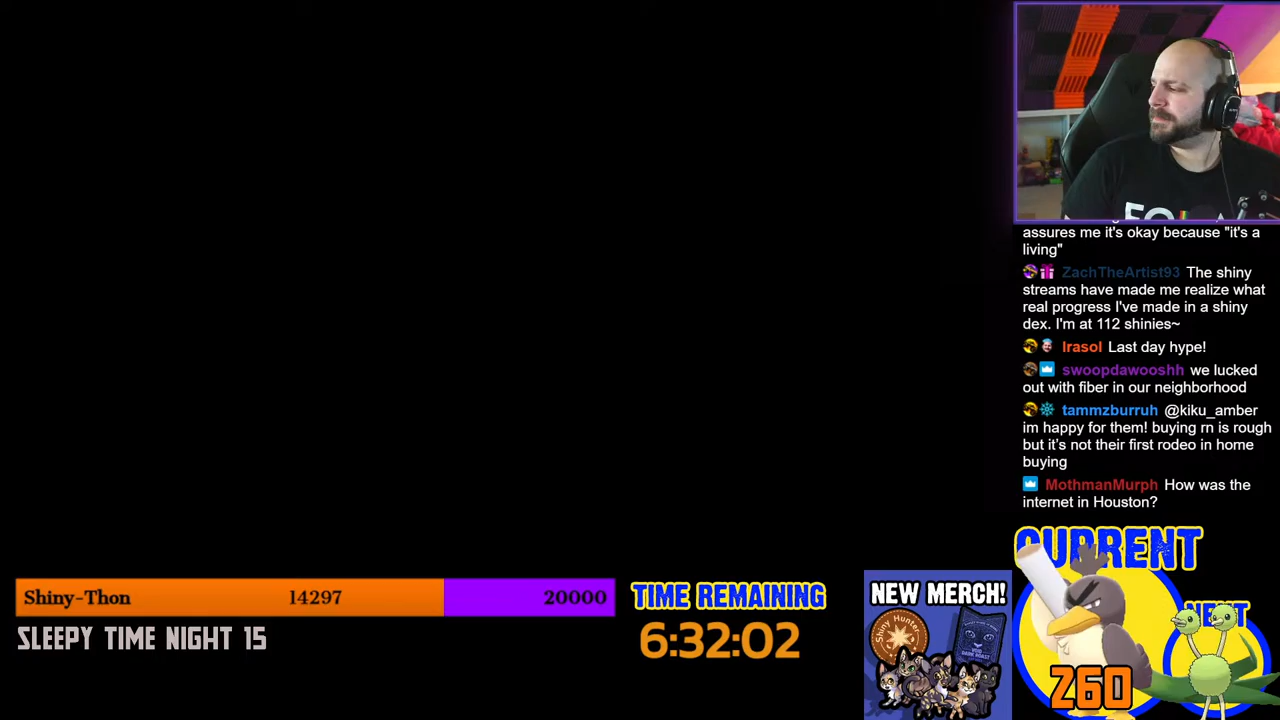 assures me it's okay because "it's a
living"
ZachTheArtist93 The shiny
streams have made me realize what
real progress I've made in a shiny
dex. I'm at 112 shinies~
Irasol Last day hype!
swoopdawooshh we lucked
out with fiber in our neighborhood
tammzburruh @kiku_amber
im happy for them! buying rn is rough
but it's not their first rodeo in home
buying
MothmanMurph How was the
internet in Houston?
CURRENT
NEXT
260
NEW MERCH!
Shiny Hunter
DARK ROAST
TIME REMAINING
6:32:02
Shiny-Thon 14297 20000
SLEEPY TIME NIGHT 15